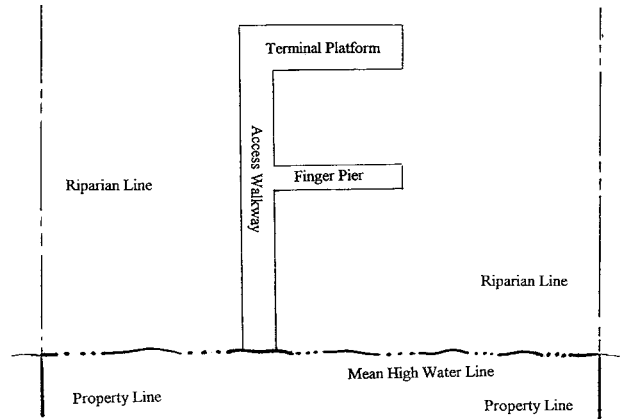 Terminal Platform
Access Walkway
Finger Pier
Riparian Line
Riparian Line
Mean High Water Line
Property Line
Property Line